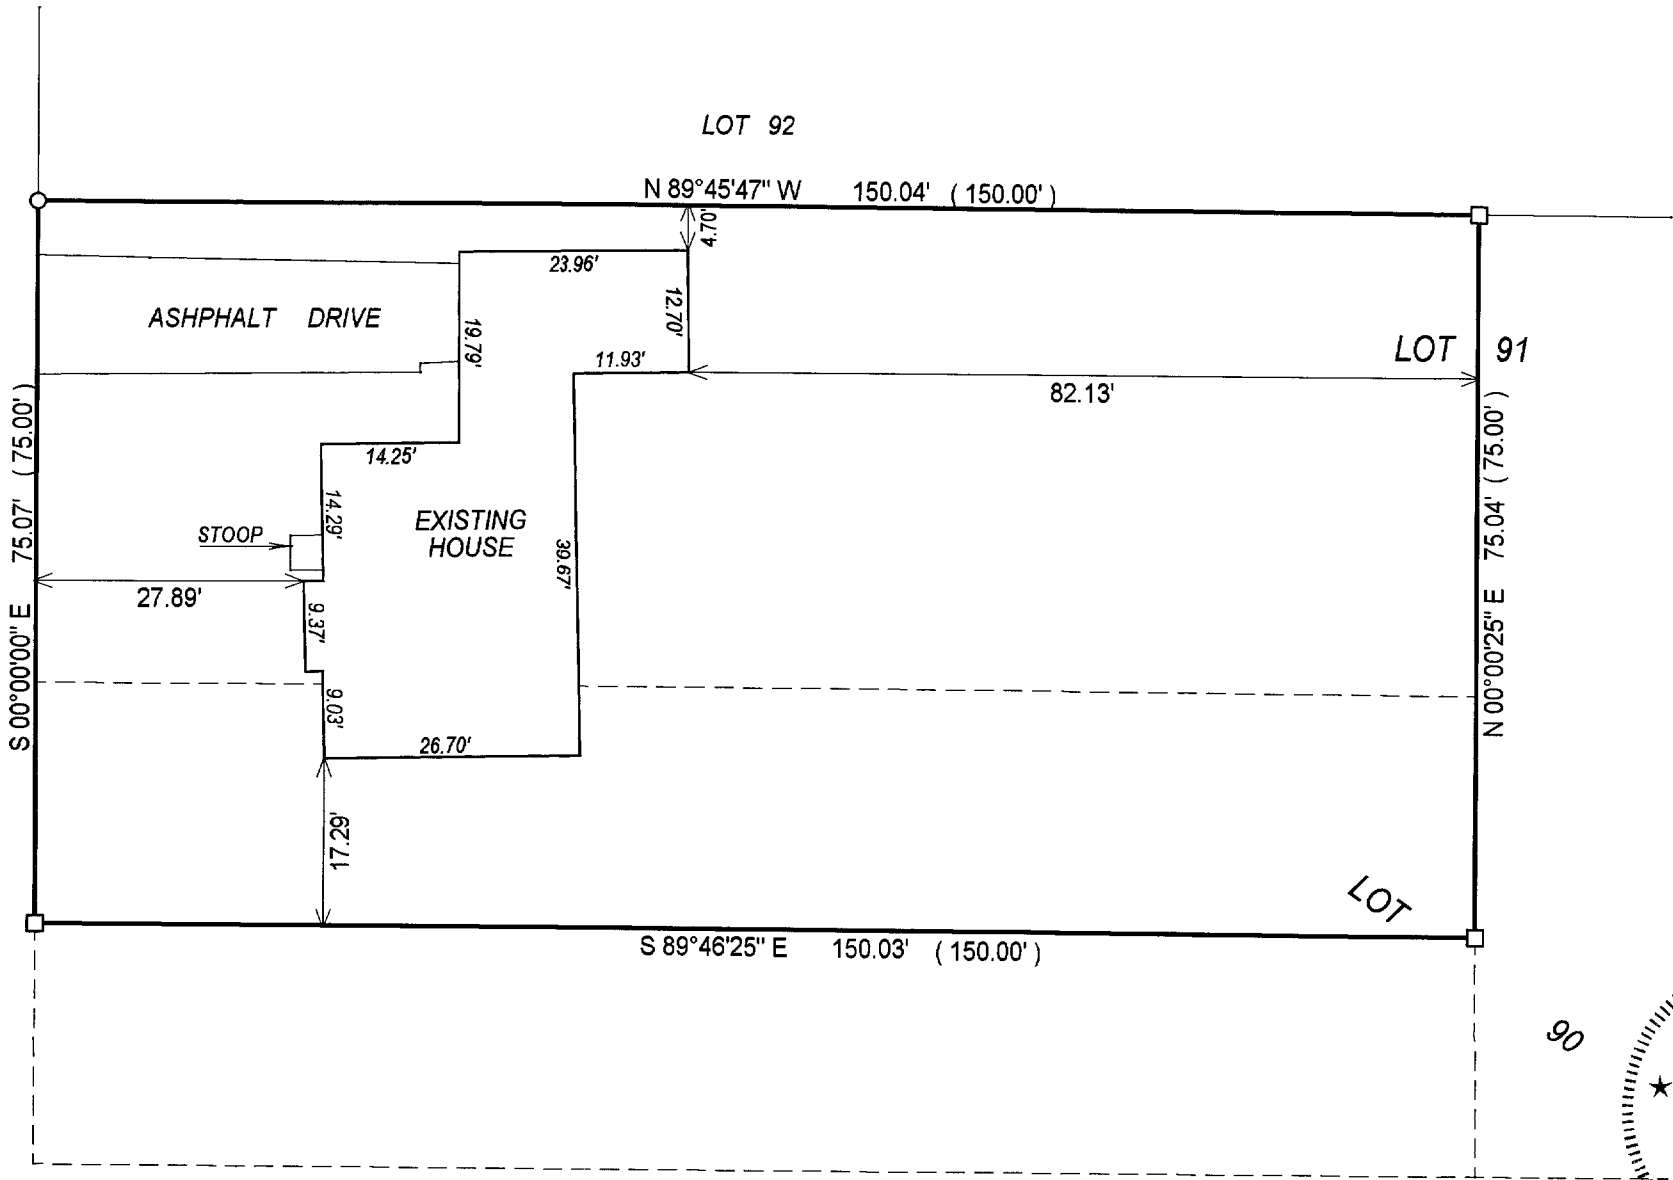 LOT 92
N 89°45'47" W 150.04' ( 150.00' )
4.70'
23.96'
12.70'
ASHPHALT DRIVE
19.79'
11.93'
LOT 91
82.13'
S 00°00'00" E 75.07' ( 75.00' )
14.25'
14.29'
STOOP
EXISTING
HOUSE
39.67'
N 00°00'25" E 75.04' ( 75.00' )
27.89'
9.37'
9.03'
26.70'
17.29'
LOT
90
S 89°46'25" E 150.03' ( 150.00' )